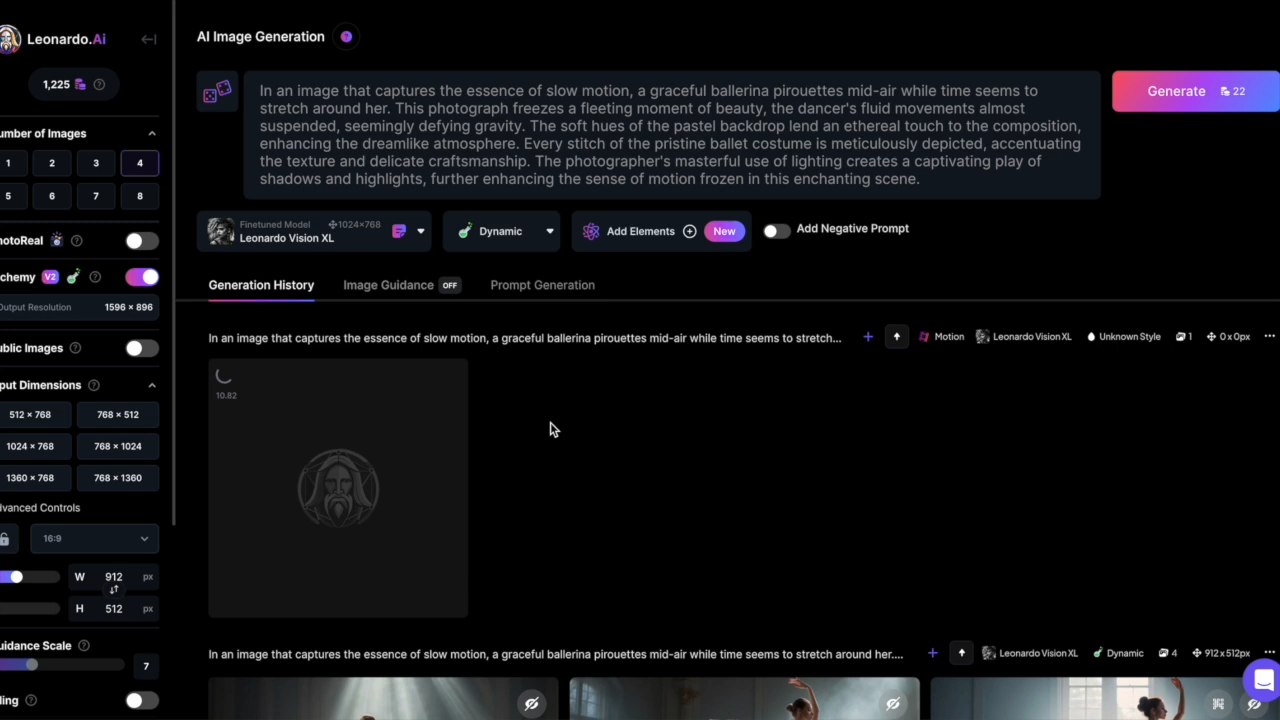 Leonardo.Ai
1,225
umber of Images
1 2 3 4
5 6 7 8
hotoReal
chemy V2
Output Resolution 1596 × 896
ublic Images
put Dimensions
512 × 768 768 × 512
1024 × 768 768 × 1024
1360 × 768 768 × 1360
dvanced Controls
16:9
W 912 px
H 512 px
uidance Scale
7
ling
AI Image Generation
In an image that captures the essence of slow motion, a graceful ballerina pirouettes mid-air while time seems to
stretch around her. This photograph freezes a fleeting moment of beauty, the dancer's fluid movements almost
suspended, seemingly defying gravity. The soft hues of the pastel backdrop lend an ethereal touch to the composition,
enhancing the dreamlike atmosphere. Every stitch of the pristine ballet costume is meticulously depicted, accentuating
the texture and delicate craftsmanship. The photographer's masterful use of lighting creates a captivating play of
shadows and highlights, further enhancing the sense of motion frozen in this enchanting scene.
Generate 22
Finetuned Model 1024×768
Leonardo Vision XL
Dynamic
Add Elements New
Add Negative Prompt
Generation History Image Guidance OFF Prompt Generation
In an image that captures the essence of slow motion, a graceful ballerina pirouettes mid-air while time seems to stretch... Motion Leonardo Vision XL Unknown Style 1 0x0px
10.82
In an image that captures the essence of slow motion, a graceful ballerina pirouettes mid-air while time seems to stretch around her.... Leonardo Vision XL Dynamic 4 912x512px